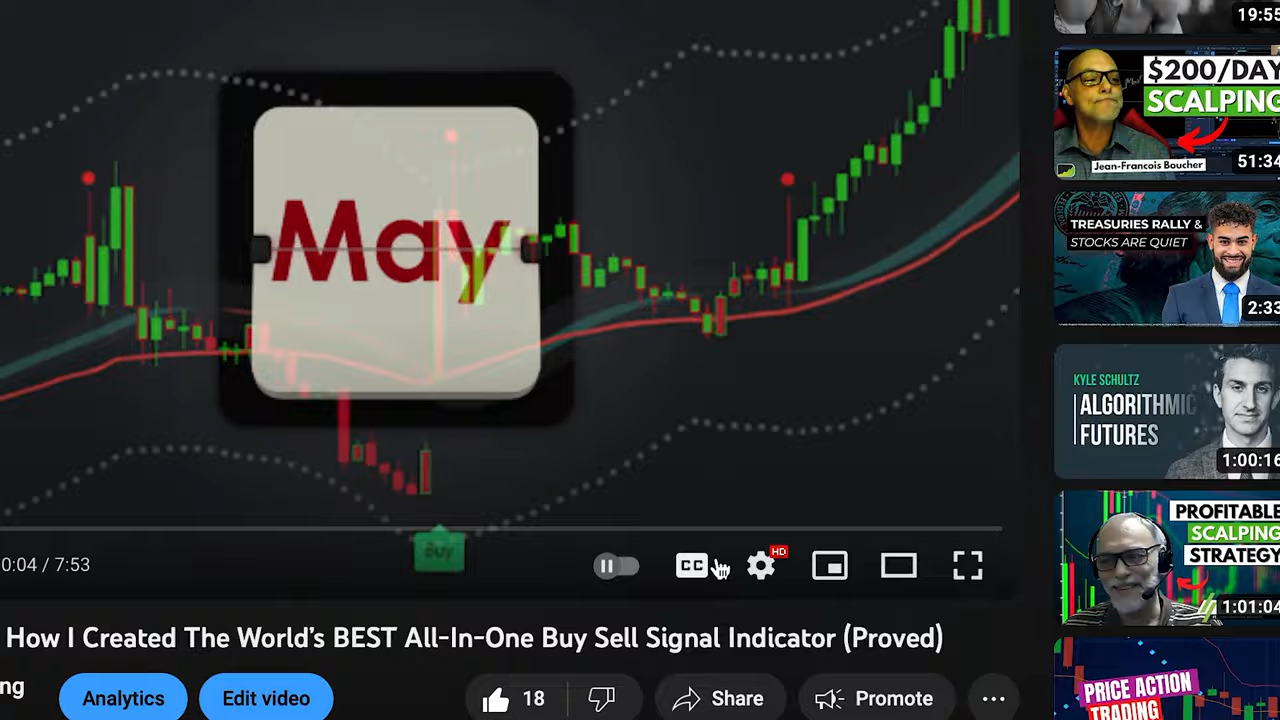 May
Buy
0:04 / 7:53
CC
HD
How I Created The World's BEST All-In-One Buy Sell Signal Indicator (Proved)
ng
Analytics
Edit video
18
Share
Promote
19:55
$200/DAY
SCALPING
Jean-Francois Boucher
51:34
TREASURIES RALLY &
STOCKS ARE QUIET
2:33
KYLE SCHULTZ
ALGORITHMIC
FUTURES
1:00:16
PROFITABLE
SCALPING
STRATEGY
1:01:04
PRICE ACTION
TRADING